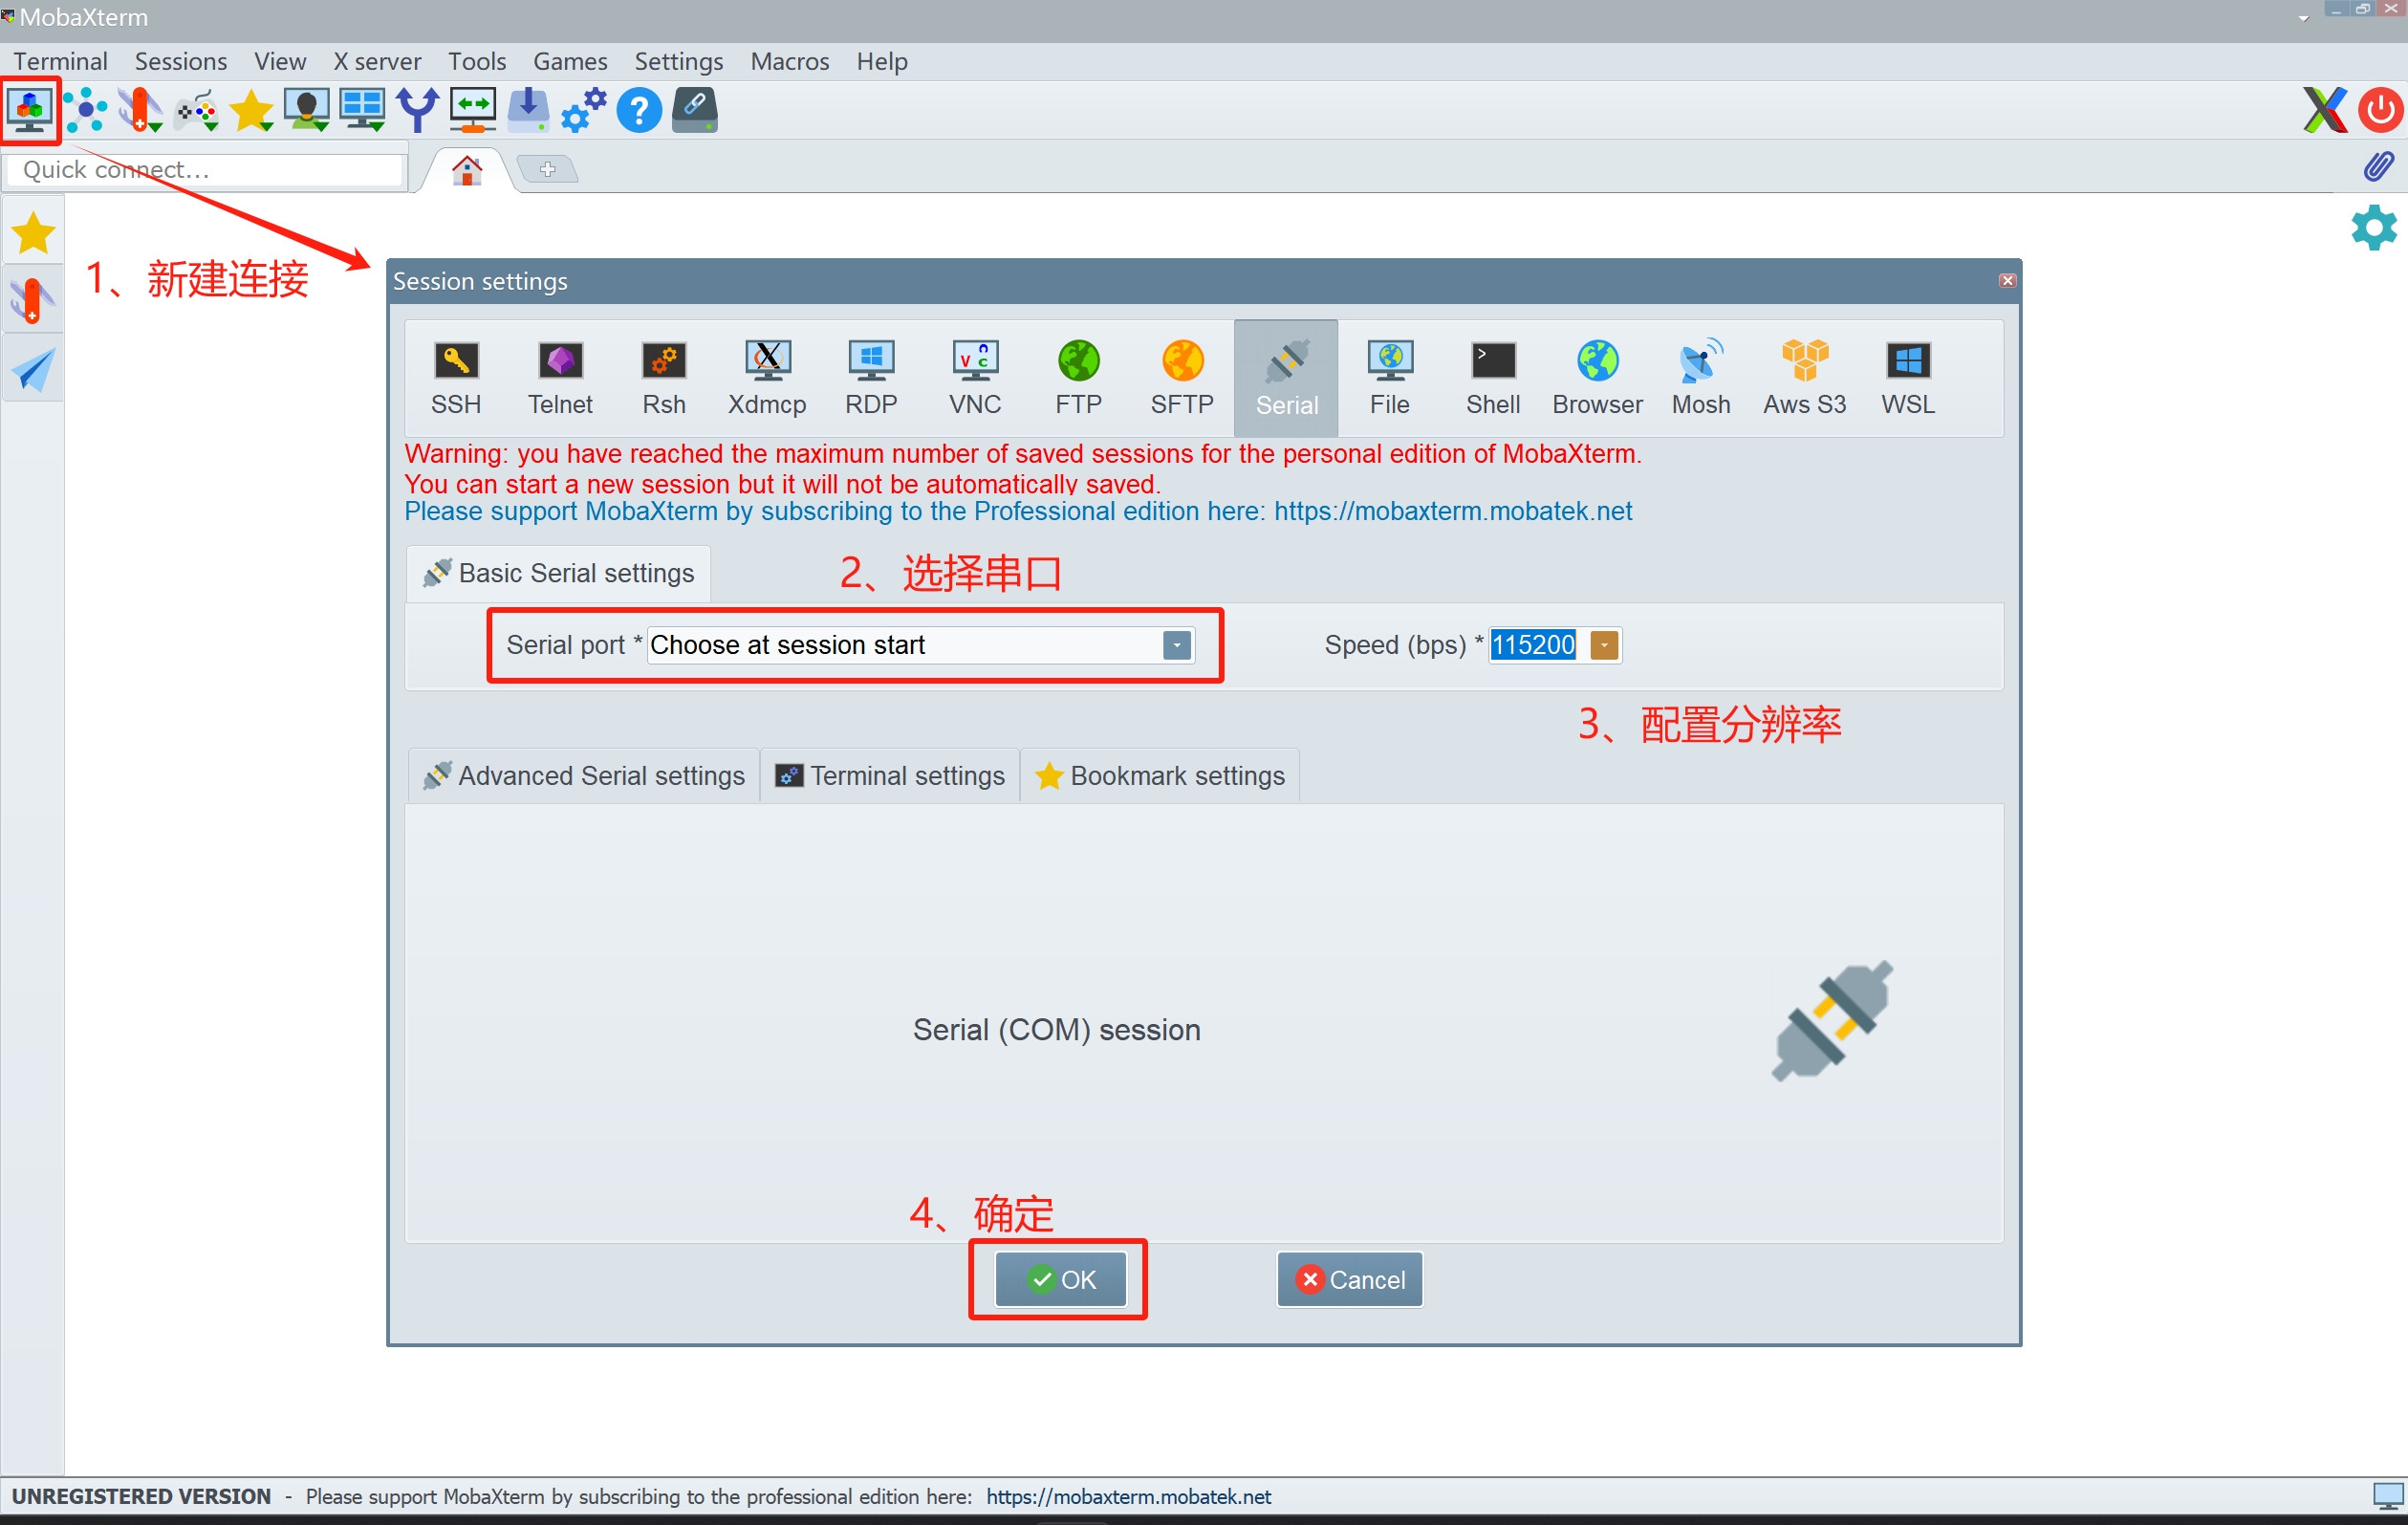 MobaXterm
Terminal Sessions View X server Tools Games Settings Macros Help
Quick connect...
1、新建连接
Session settings
SSH Telnet Rsh Xdmcp RDP VNC FTP SFTP Serial File Shell Browser Mosh Aws S3 WSL
Warning: you have reached the maximum number of saved sessions for the personal edition of MobaXterm.
You can start a new session but it will not be automatically saved.
Please support MobaXterm by subscribing to the Professional edition here: https://mobaxterm.mobatek.net
Basic Serial settings
2、选择串口
Serial port * Choose at session start
Speed (bps) * 115200
3、配置分辨率
Advanced Serial settings Terminal settings Bookmark settings
Serial (COM) session
4、确定
OK Cancel
UNREGISTERED VERSION - Please support MobaXterm by subscribing to the professional edition here: https://mobaxterm.mobatek.net